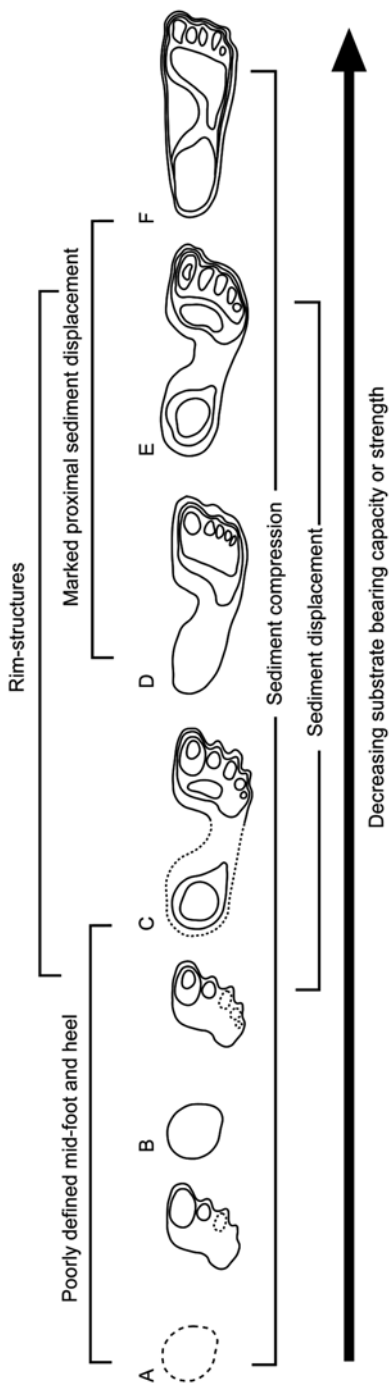 Rim-structures
Marked proximal sediment displacement
Poorly defined mid-foot and heel
A
B
C
D
E
F
Sediment compression
Sediment displacement
Decreasing substrate bearing capacity or strength